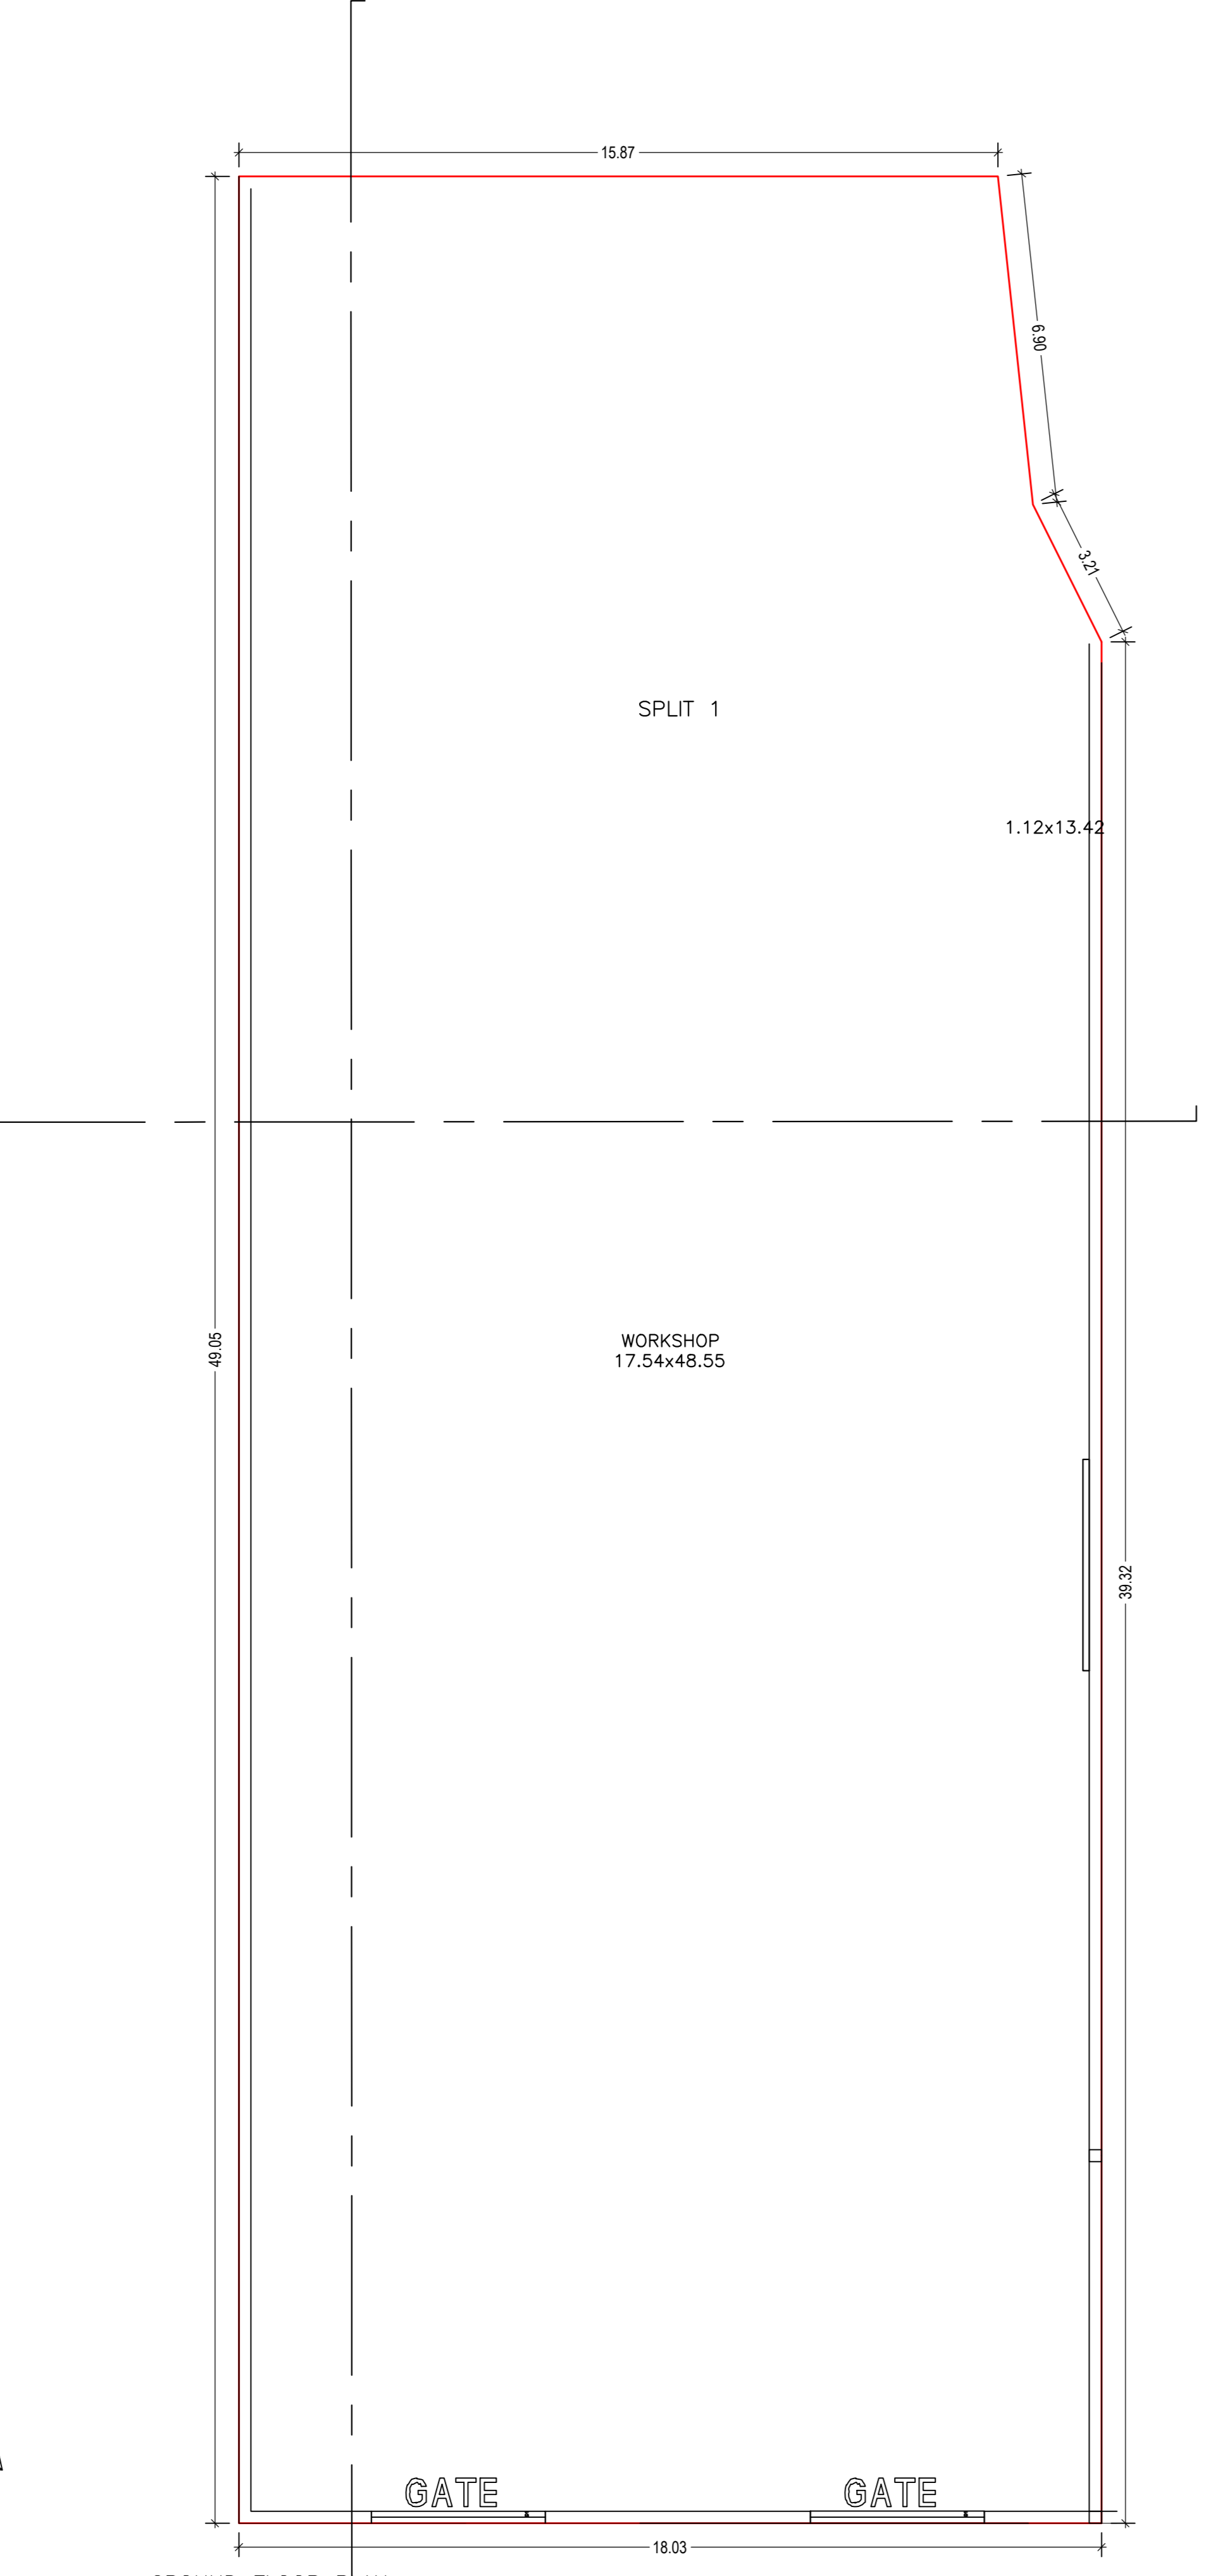 15.87
6.90
3.21
SPLIT 1
1.12x13.42
49.05
WORKSHOP
17.54x48.55
39.32
GATE
GATE
18.03